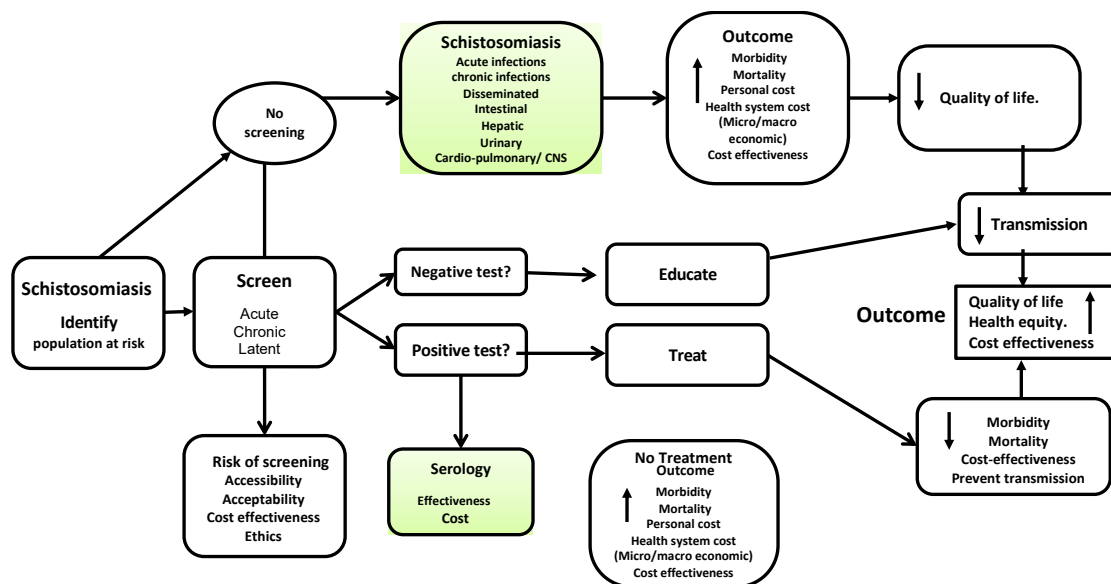 Schistosomiasis
Acute infections
chronic infections
Disseminated
Intestinal
Hepatic
Urinary
Cardio-pulmonary/ CNS
Outcome
Morbidity
Mortality
Personal cost
Health system cost
(Micro/macro
economic)
Cost effectiveness
Quality of life.
No
screening
Transmission
Schistosomiasis
Identify
population at risk
Screen
Acute
Chronic
Latent
Negative test?
Educate
Positive test?
Treat
Outcome
Quality of life
Health equity.
Cost effectiveness
Risk of screening
Accessibility
Acceptability
Cost effectiveness
Ethics
Serology
Effectiveness
Cost
No Treatment
Outcome
Morbidity
Mortality
Personal cost
Health system cost
(Micro/macro economic)
Cost effectiveness
Morbidity
Mortality
Cost-effectiveness
Prevent transmission